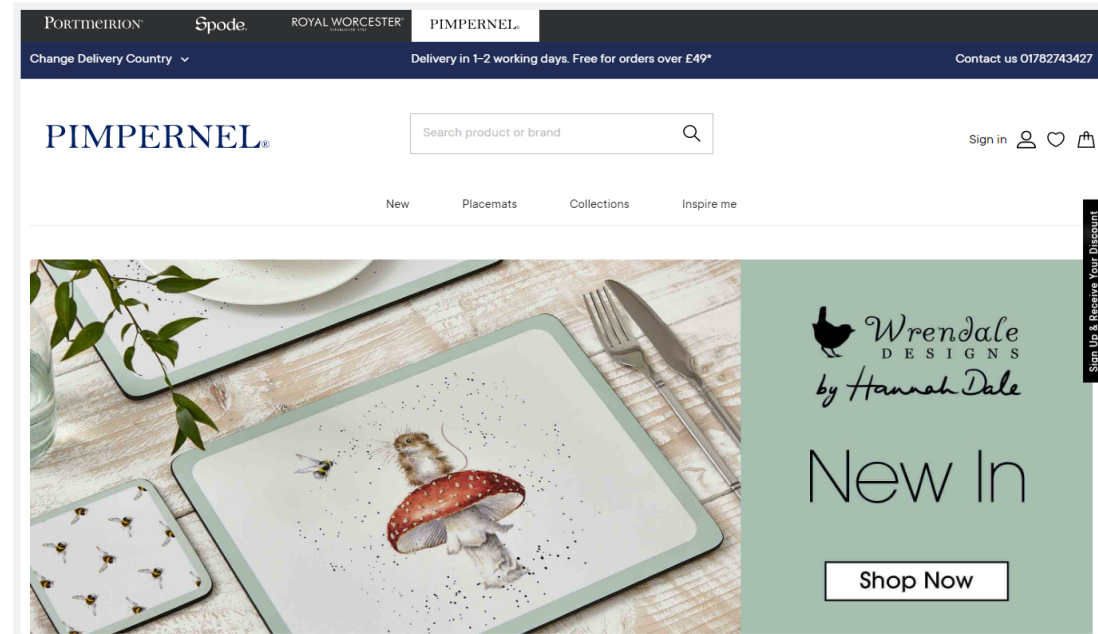 PORTMEIRION®
Spode®
ROYAL WORCESTER®
PIMPERNEL®
Change Delivery Country
Delivery in 1–2 working days. Free for orders over £49*
Contact us 01782743427
PIMPERNEL®
Search product or brand
Sign in
New
Placemats
Collections
Inspire me
Sign Up & Receive Your Discount
Wrendale
DESIGNS
by Hannah Dale
New In
Shop Now